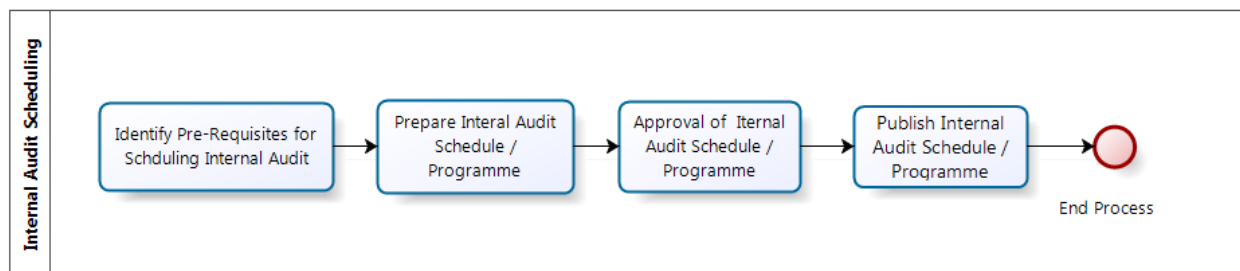 Internal Audit Scheduling
Identify Pre-Requisites for
Schduling Internal Audit
Prepare Interal Audit
Schedule /
Programme
Approval of  Iternal
Audit Schedule /
Programme
Publish Internal
Audit Schedule /
Programme
End Process